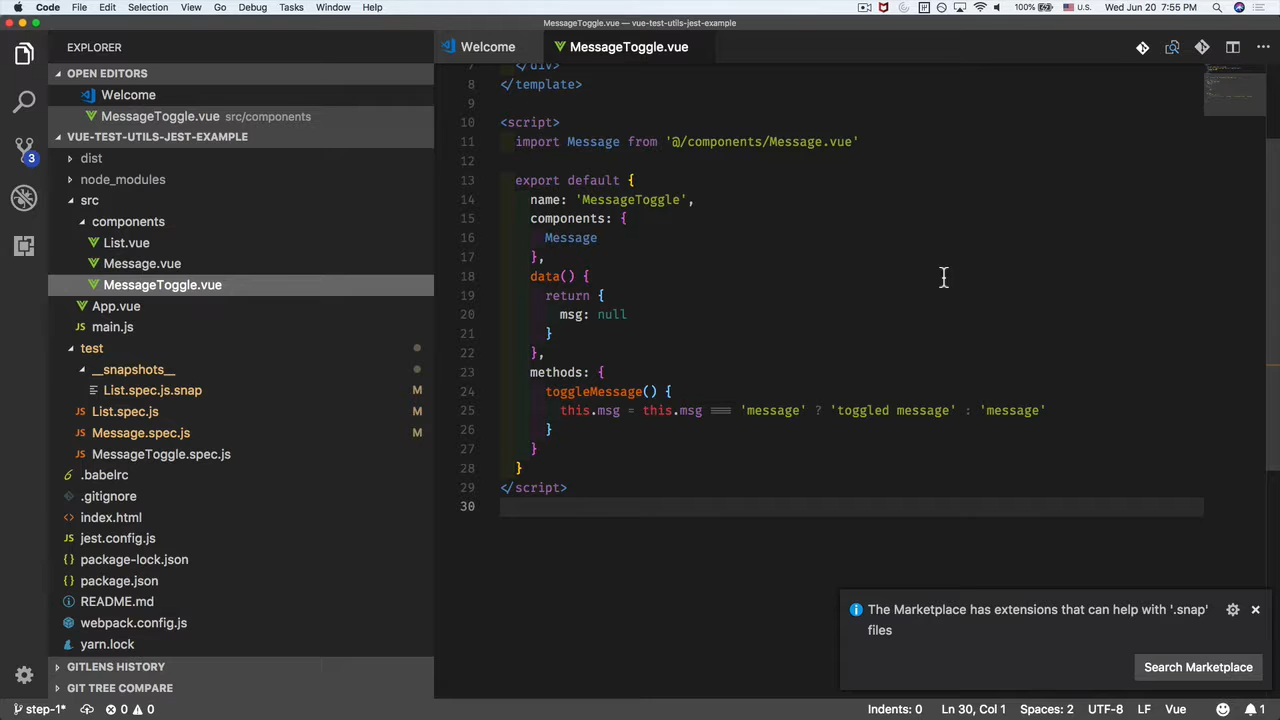 Code File Edit Selection View Go Debug Tasks Window Help 100% U.S. Wed Jun 20 7:55 PM
MessageToggle.vue — vue-test-utils-jest-example
EXPLORER
OPEN EDITORS
Welcome
MessageToggle.vue src/components
VUE-TEST-UTILS-JEST-EXAMPLE
dist
node_modules
src
components
List.vue
Message.vue
MessageToggle.vue
App.vue
JS main.js
test
__snapshots__
List.spec.js.snap M
JS List.spec.js M
JS Message.spec.js M
JS MessageToggle.spec.js
.babelrc
.gitignore
index.html
JS jest.config.js
{} package-lock.json
{} package.json
README.md
webpack.config.js
yarn.lock
GITLENS HISTORY
GIT TREE COMPARE
3
Welcome MessageToggle.vue
7 </div>
8 </template>
9
10 <script>
11 import Message from '@/components/Message.vue'
12
13 export default {
14 name: 'MessageToggle',
15 components: {
16 Message
17 },
18 data() {
19 return {
20 msg: null
21 }
22 },
23 methods: {
24 toggleMessage() {
25 this.msg = this.msg === 'message' ? 'toggled message' : 'message'
26 }
27 }
28 }
29 </script>
30
The Marketplace has extensions that can help with '.snap'
files
Search Marketplace
step-1* 0 0 Indents: 0 Ln 30, Col 1 Spaces: 2 UTF-8 LF Vue 1